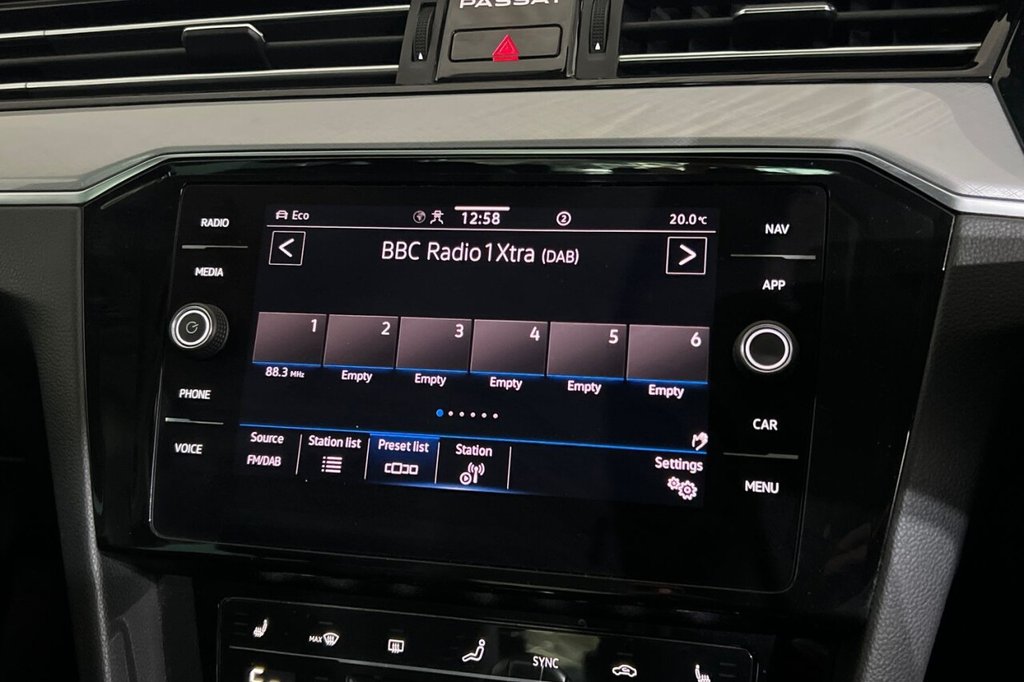 PASSAT
RADIO
MEDIA
PHONE
VOICE
Eco 12:58 2 20.0°C
BBC Radio1Xtra (DAB)
1 2 3 4 5 6
88.3 MHz Empty Empty Empty Empty Empty
Source Station list Preset list Station Settings
FM/DAB
NAV
APP
CAR
MENU
MAX SYNC